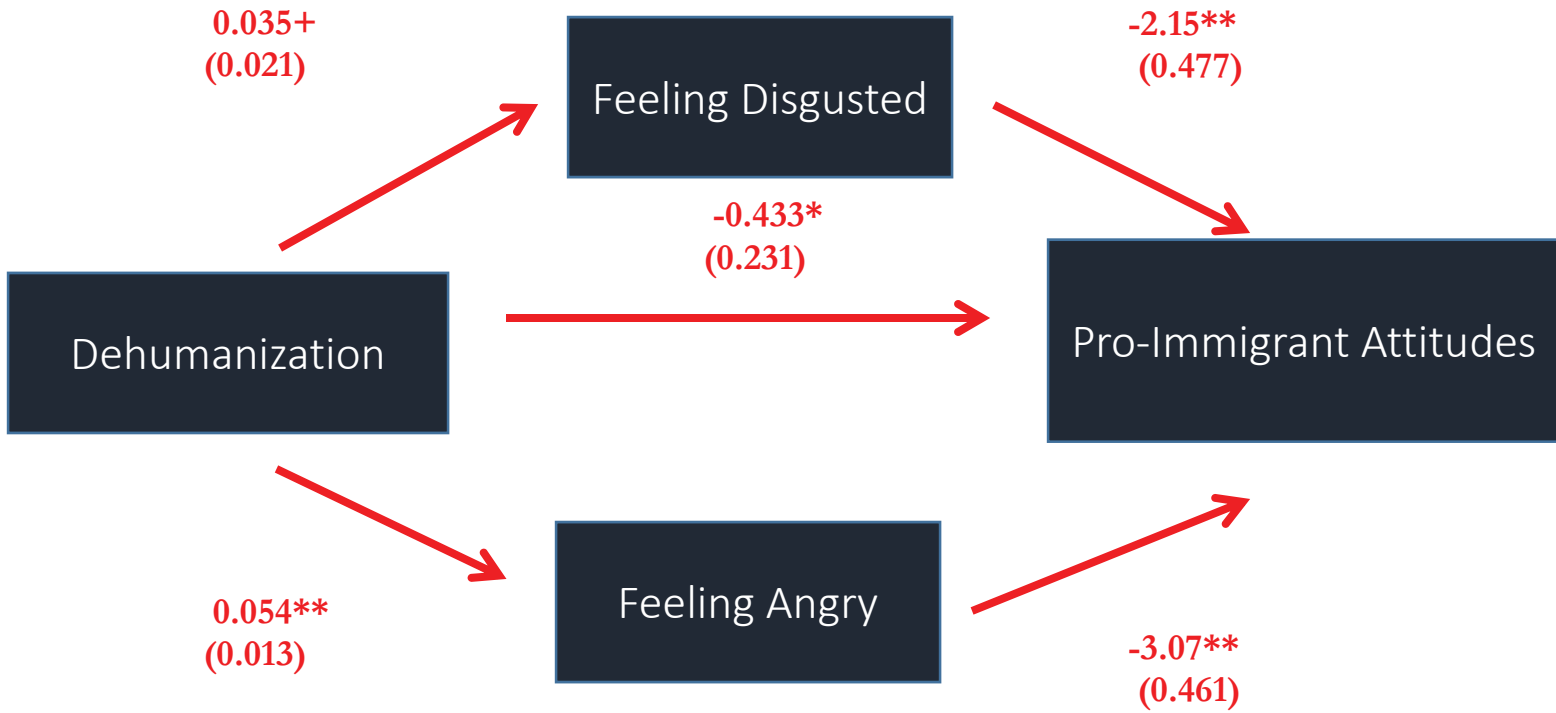 0.035+
(0.021)
-2.15**
(0.477)
Feeling Disgusted
-0.433*
(0.231)
Dehumanization
Pro-Immigrant Attitudes
Feeling Angry
0.054**
(0.013)
-3.07**
(0.461)